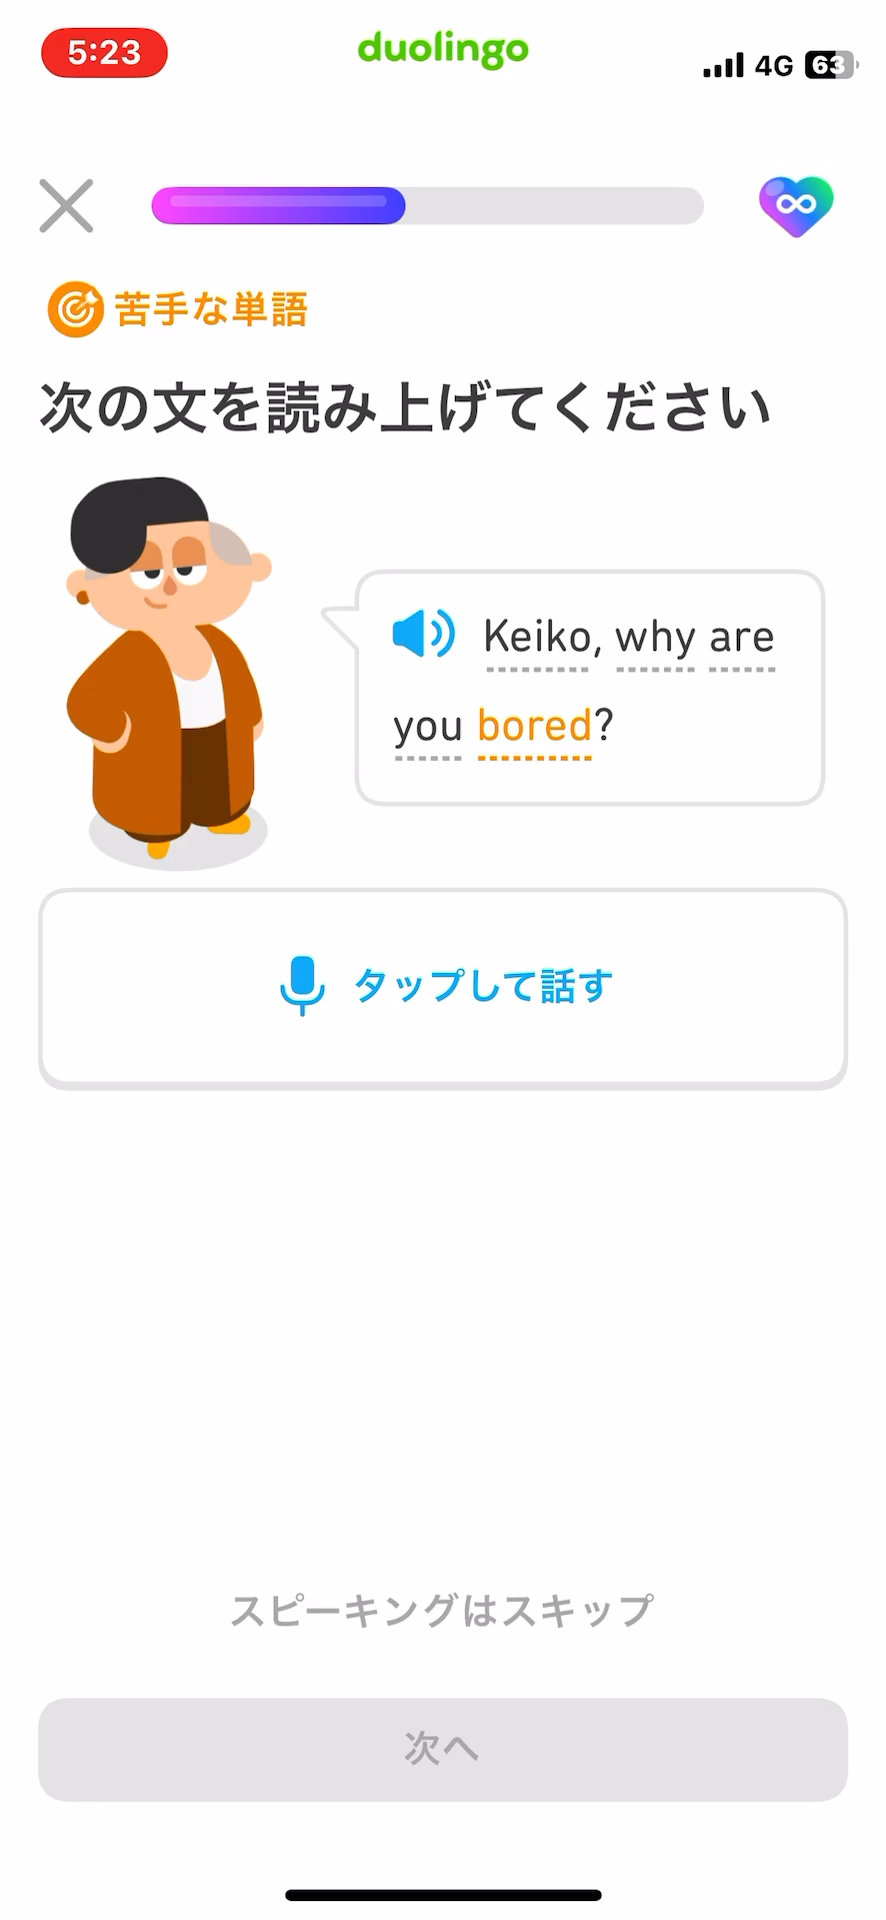 5:23
duolingo
4G
63
苦手な単語
次の文を読み上げてください
Keiko, why are
you bored?
タップして話す
スピーキングはスキップ
次へ